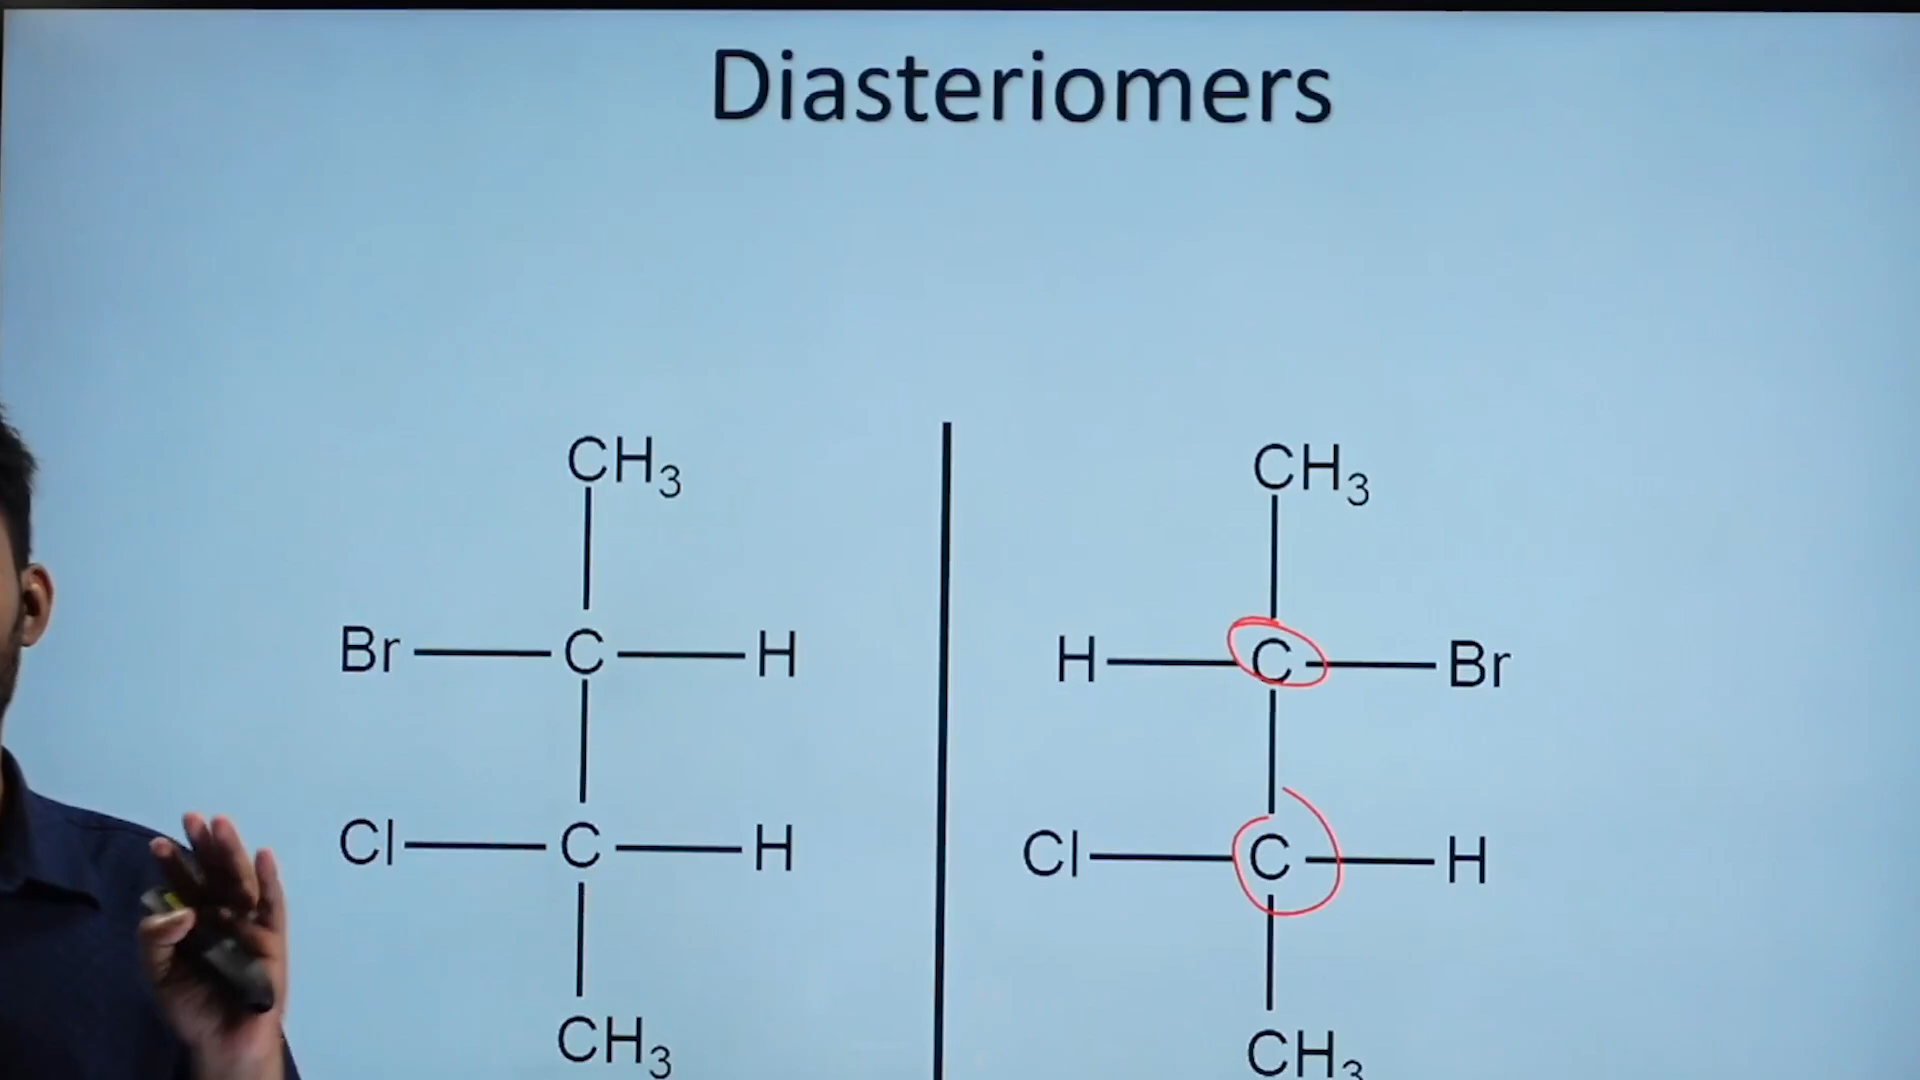 Diasteriomers
CH₃ CH₃
Br C H H C Br
Cl C H Cl C H
CH₃ CH₃